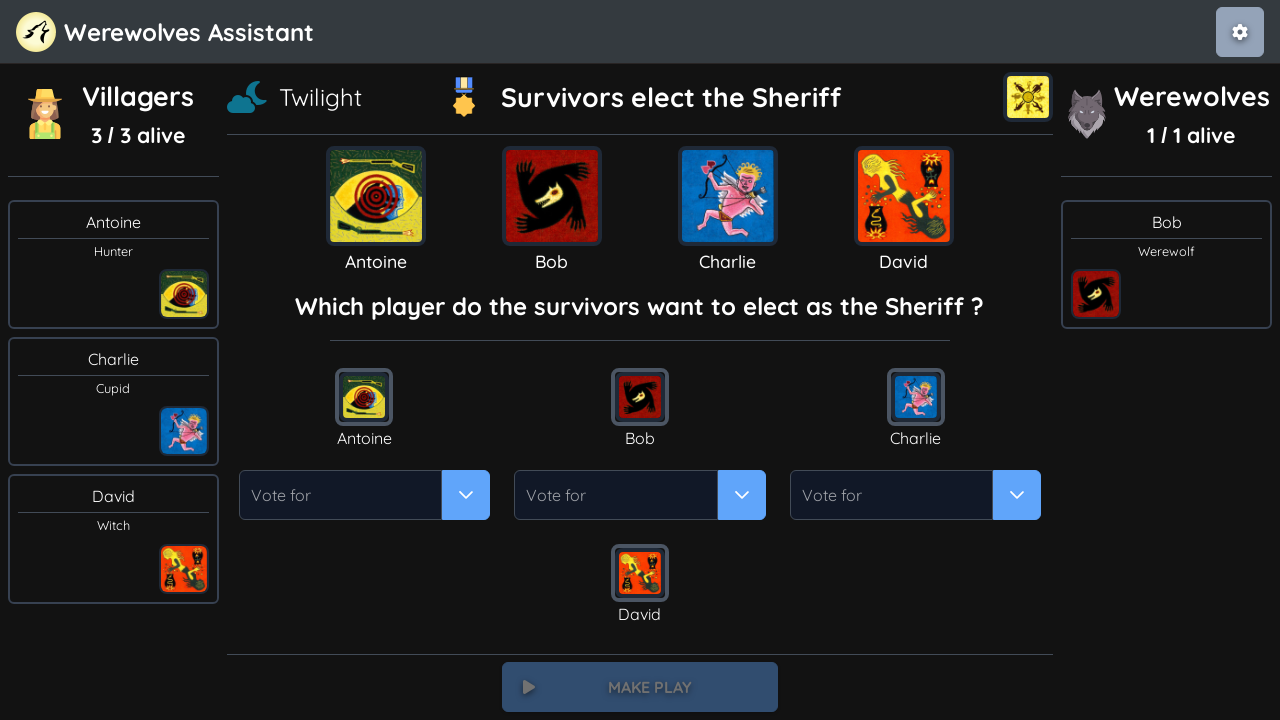 Werewolves Assistant
Villagers
3 / 3 alive
Antoine
Hunter
Charlie
Cupid
David
Witch
Twilight
Survivors elect the Sheriff
Antoine
Bob
Charlie
David
Which player do the survivors want to elect as the Sheriff ?
Antoine
Bob
Charlie
Vote for
Vote for
Vote for
David
MAKE PLAY
Werewolves
1 / 1 alive
Bob
Werewolf